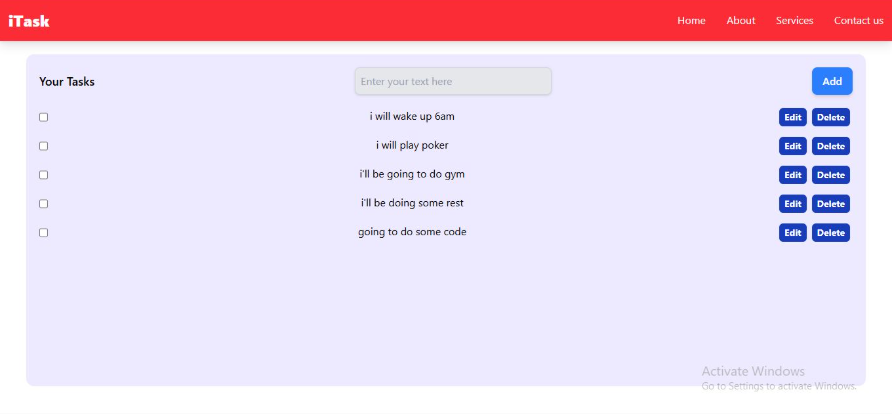 iTask Home About Services Contact us
Your Tasks Enter your text here Add
i will wake up 6am Edit Delete
i will play poker Edit Delete
i'll be going to do gym Edit Delete
i'll be doing some rest Edit Delete
going to do some code Edit Delete
Activate Windows
Go to Settings to activate Windows.